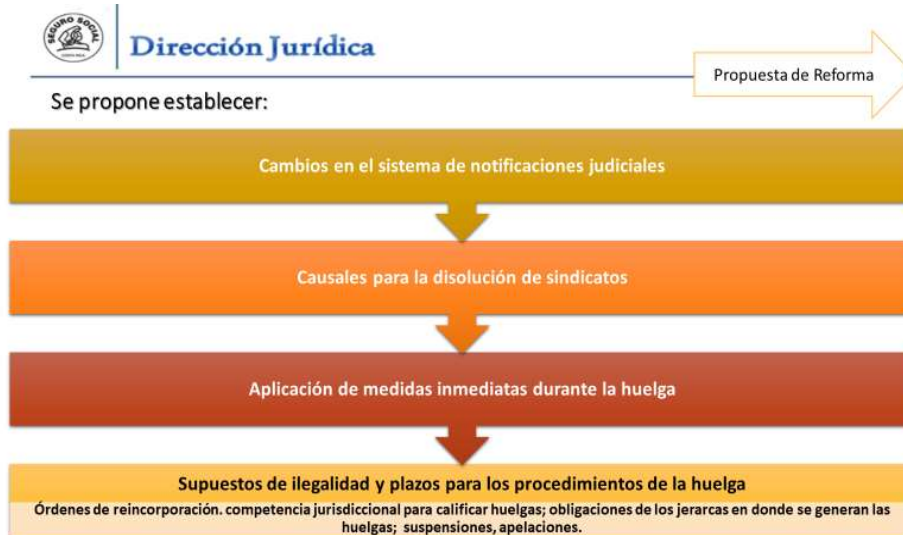 SEGURO SOCIAL
COSTA RICA
Dirección Jurídica
Propuesta de Reforma
Se propone establecer:
Cambios en el sistema de notificaciones judiciales
Causales para la disolución de sindicatos
Aplicación de medidas inmediatas durante la huelga
Supuestos de ilegalidad y plazos para los procedimientos de la huelga
Órdenes de reincorporación. competencia jurisdiccional para calificar huelgas; obligaciones de los jerarcas en donde se generan las
huelgas; suspensiones, apelaciones.